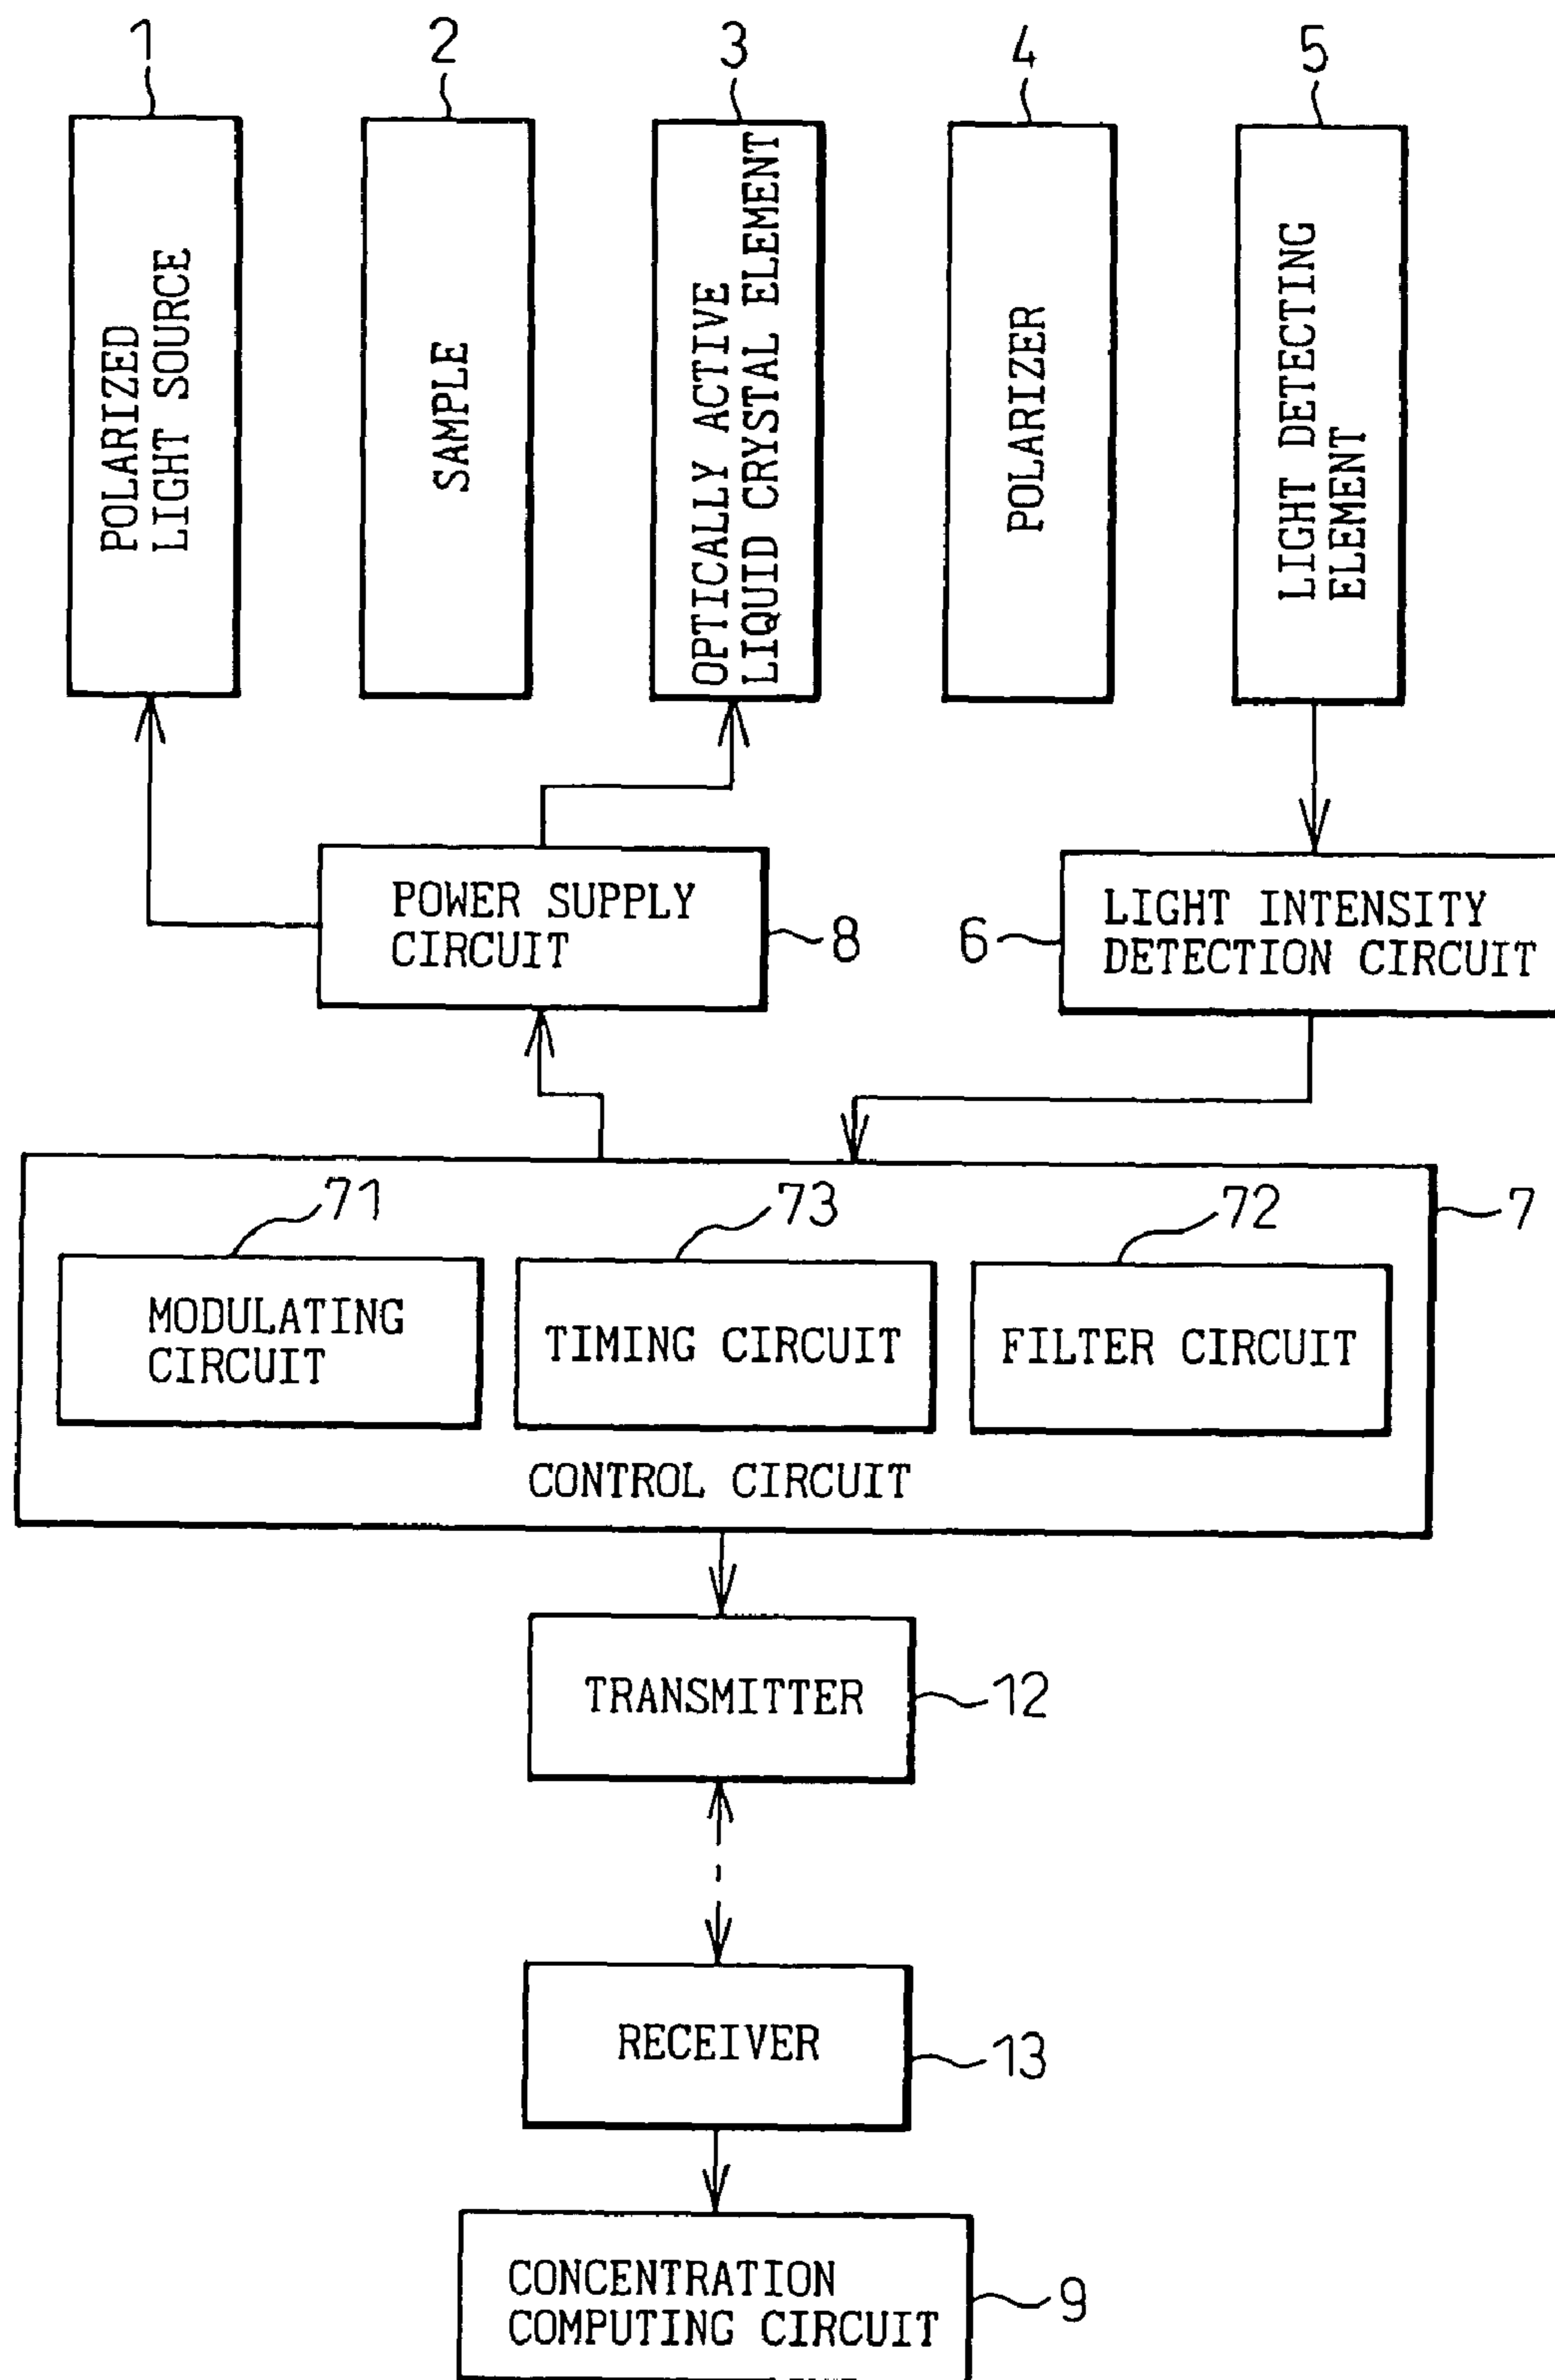 1
2
3
4
5
POLARIZED
LIGHT SOURCE
SAMPLE
OPTICALLY ACTIVE
LIQUID CRYSTAL ELEMENT
POLARIZER
LIGHT DETECTING
ELEMENT
POWER SUPPLY
CIRCUIT
8
6
LIGHT INTENSITY
DETECTION CIRCUIT
71
73
72
7
MODULATING
CIRCUIT
TIMING CIRCUIT
FILTER CIRCUIT
CONTROL CIRCUIT
TRANSMITTER
12
RECEIVER
13
CONCENTRATION
COMPUTING CIRCUIT
9